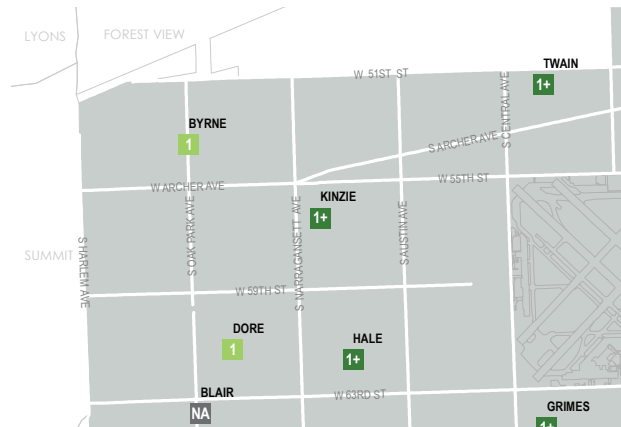 LYONS
FOREST VIEW
TWAIN
W 51ST ST
1+
S CENTRAL AVE
BYRNE
1
S ARCHER AVE
W ARCHER AVE
W 55TH ST
KINZIE
1+
S OAK PARK AVE
S NARRAGANSETT AVE
S AUSTIN AVE
SUMMIT
S HARLEM AVE
W 59TH ST
DORE
1
HALE
1+
BLAIR
W 63RD ST
NA
GRIMES
1+